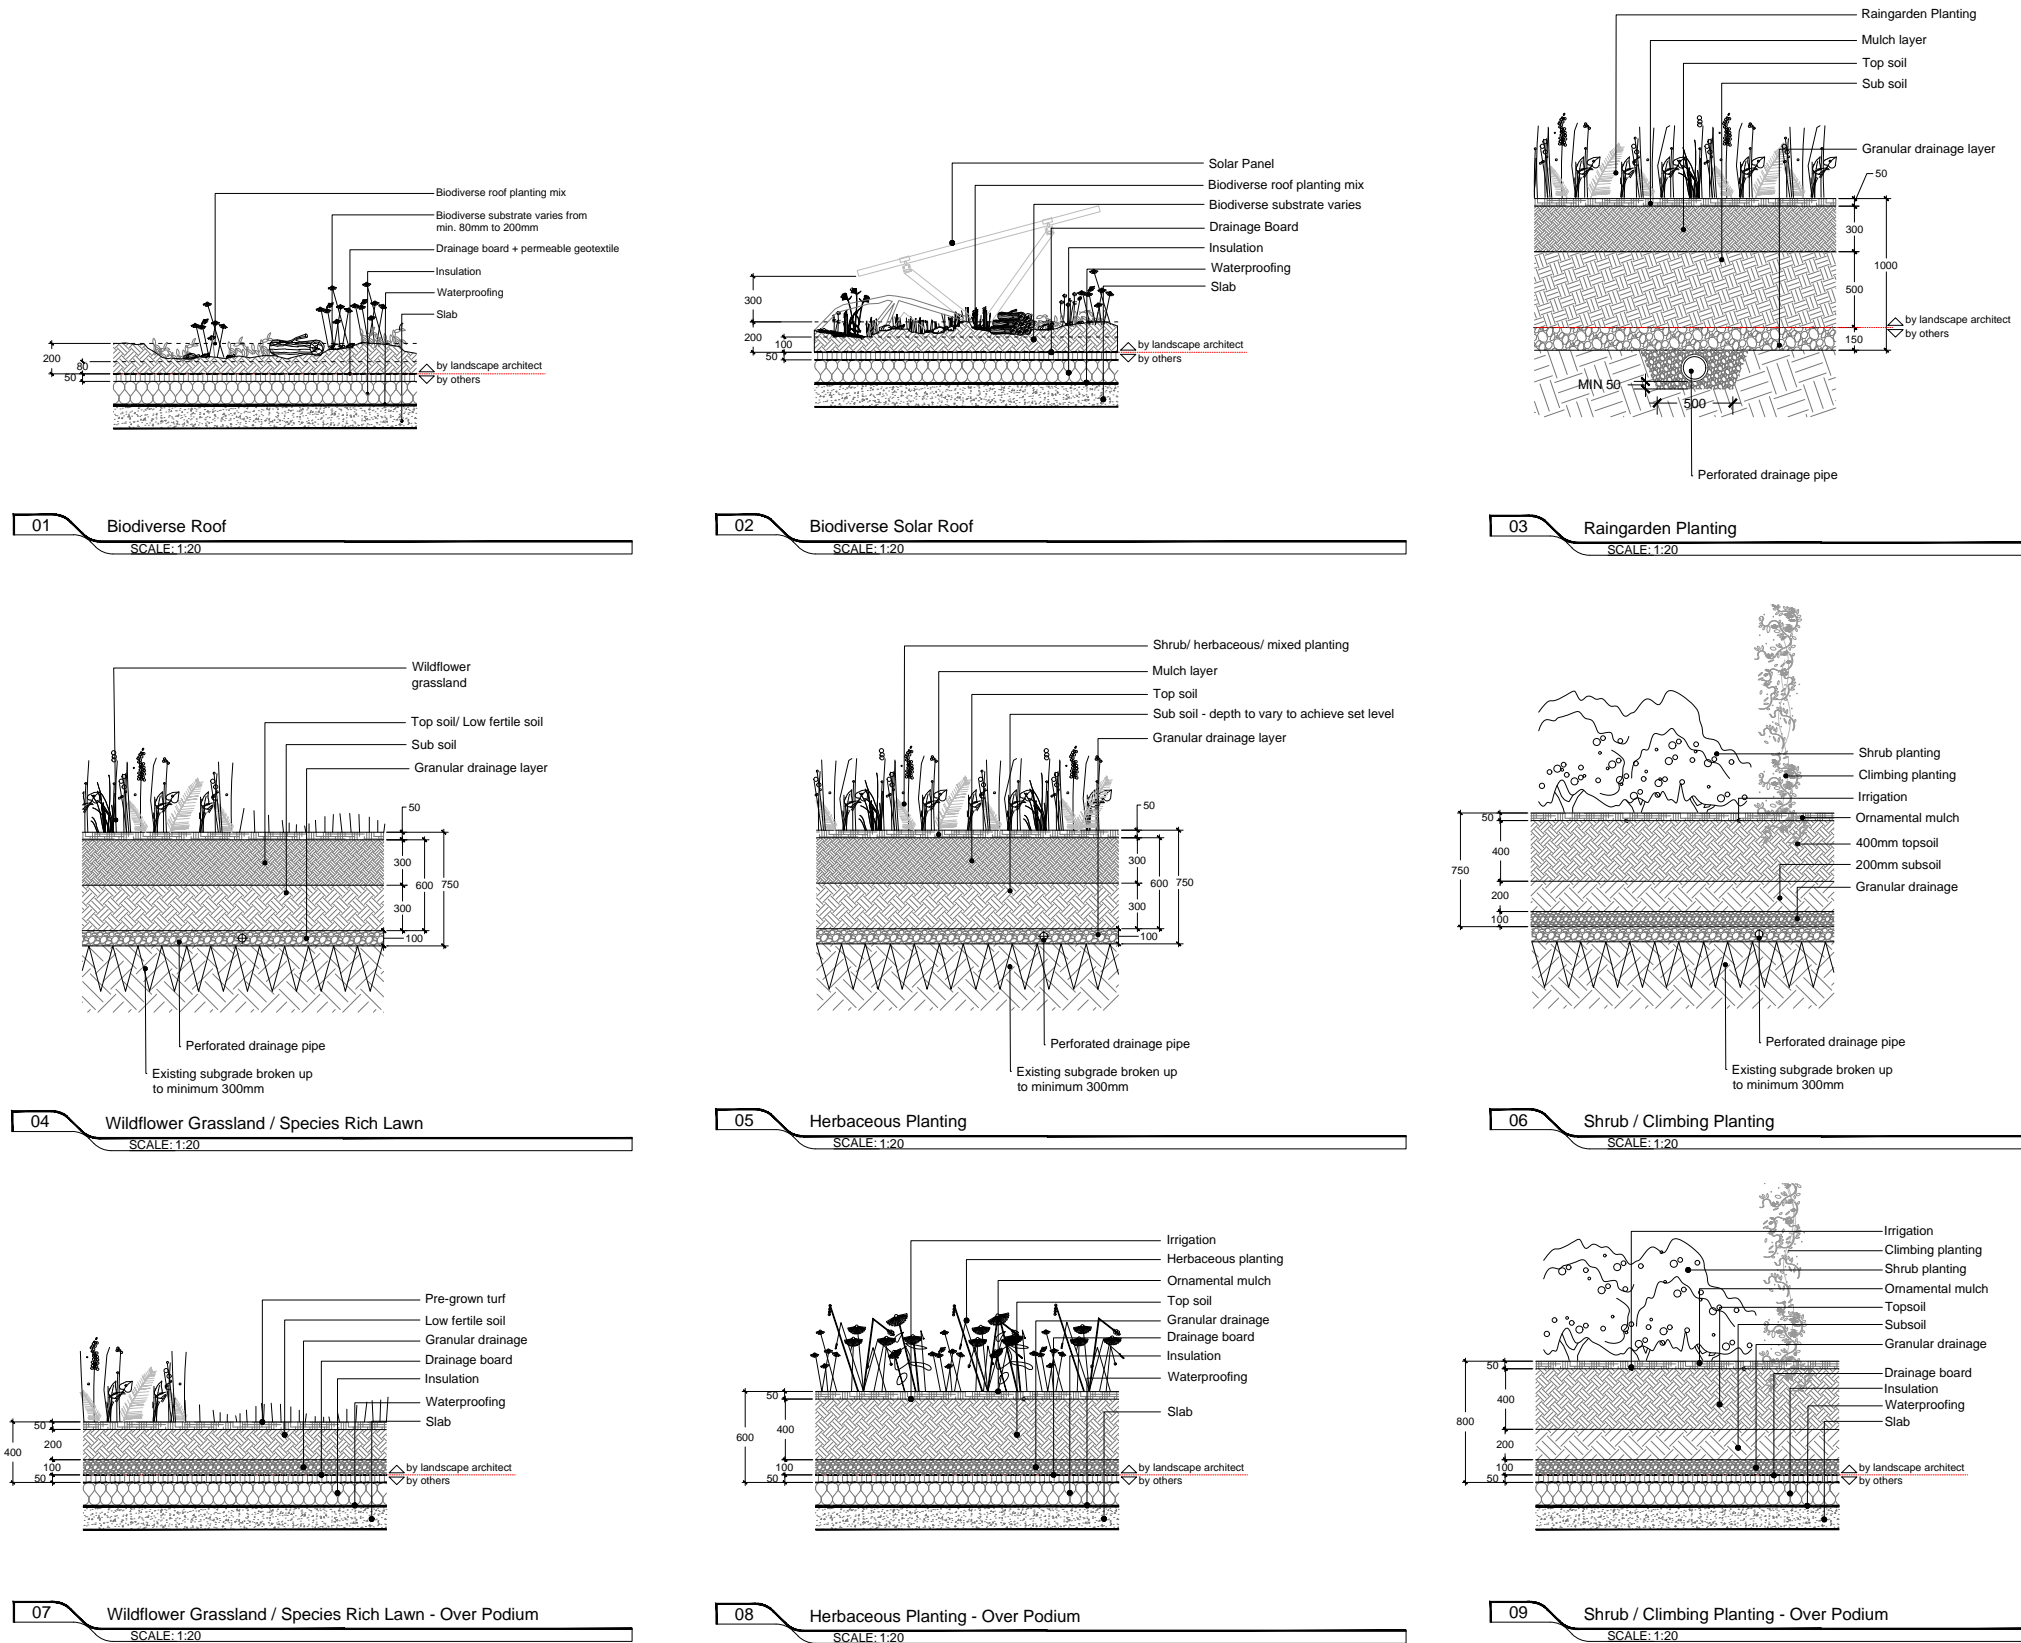 Biodiverse roof planting mix
Biodiverse substrate varies from
min. 80mm to 200mm
Drainage board + permeable geotextile
Insulation
Waterproofing
Slab
200
80
50
by landscape architect
by others
01
Biodiverse Roof
SCALE: 1:20
Solar Panel
Biodiverse roof planting mix
Biodiverse substrate varies
Drainage Board
Insulation
Waterproofing
Slab
300
200
100
50
by landscape architect
by others
02
Biodiverse Solar Roof
SCALE: 1:20
Raingarden Planting
Mulch layer
Top soil
Sub soil
Granular drainage layer
50
300
1000
500
150
by landscape architect
by others
MIN 50
500
Perforated drainage pipe
03
Raingarden Planting
SCALE: 1:20
Wildflower
grassland
Top soil/ Low fertile soil
Sub soil
Granular drainage layer
50
300
600
750
300
100
Perforated drainage pipe
Existing subgrade broken up
to minimum 300mm
04
Wildflower Grassland / Species Rich Lawn
SCALE: 1:20
Shrub/ herbaceous/ mixed planting
Mulch layer
Top soil
Sub soil - depth to vary to achieve set level
Granular drainage layer
50
300
600
750
300
100
Perforated drainage pipe
Existing subgrade broken up
to minimum 300mm
05
Herbaceous Planting
SCALE: 1:20
Shrub planting
Climbing planting
Irrigation
Ornamental mulch
400mm topsoil
200mm subsoil
Granular drainage
50
400
750
200
100
Perforated drainage pipe
Existing subgrade broken up
to minimum 300mm
06
Shrub / Climbing Planting
SCALE: 1:20
Pre-grown turf
Low fertile soil
Granular drainage
Drainage board
Insulation
Waterproofing
Slab
50
200
400
100
50
by landscape architect
by others
07
Wildflower Grassland / Species Rich Lawn - Over Podium
SCALE: 1:20
Irrigation
Herbaceous planting
Ornamental mulch
Top soil
Granular drainage
Drainage board
Insulation
Waterproofing
Slab
50
400
600
100
50
by landscape architect
by others
08
Herbaceous Planting - Over Podium
SCALE: 1:20
Irrigation
Climbing planting
Shrub planting
Ornamental mulch
Topsoil
Subsoil
Granular drainage
Drainage board
Insulation
Waterproofing
Slab
50
400
800
200
100
50
by landscape architect
by others
09
Shrub / Climbing Planting - Over Podium
SCALE: 1:20